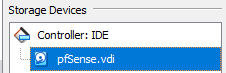 Storage Devices
Controller: IDE
pfSense.vdi